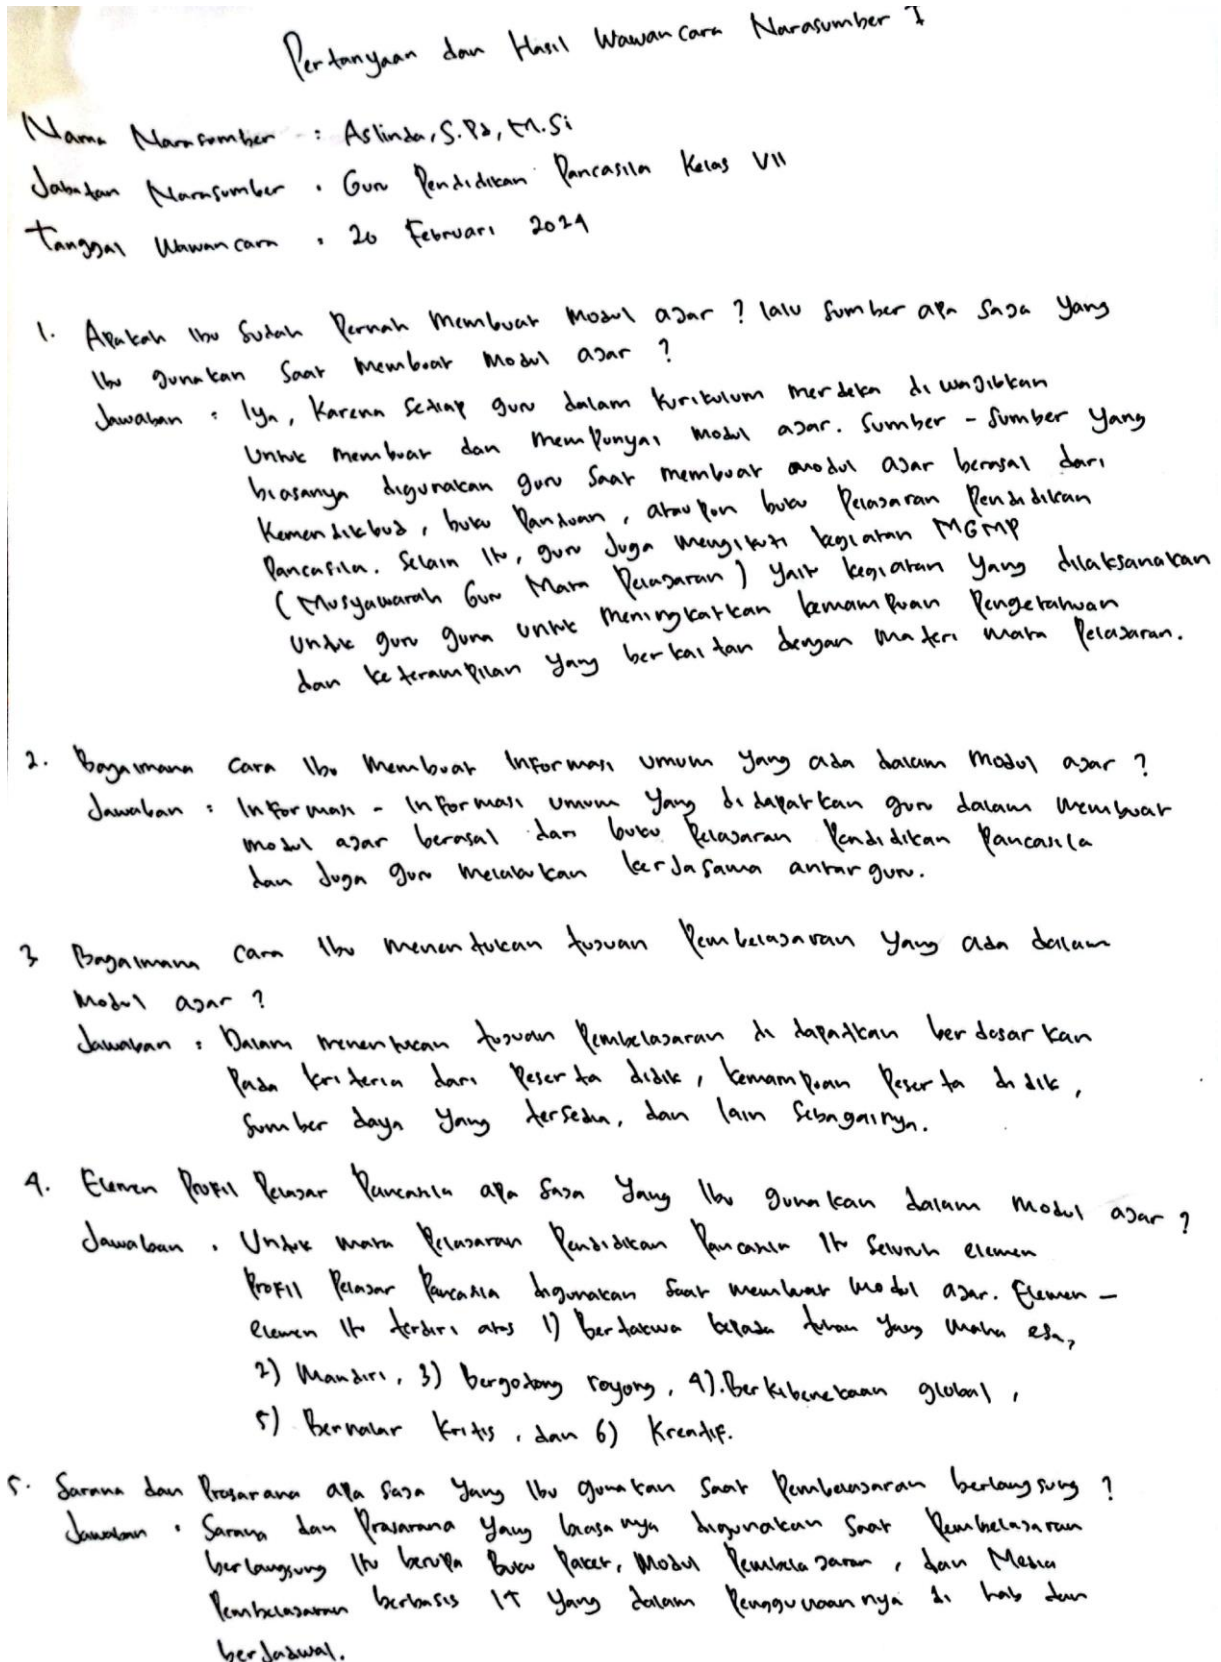 Pertanyaan dan Hasil Wawancara Narasumber 1
Nama Narasumber : Aslinda, S.Pd, M.Si
Jabatan Narasumber : Guru Pendidikan Pancasila Kelas VII
Tanggal Wawancara : 20 Februari 2024
1. Apakah Ibu Sudah Pernah Membuat Modul ajar ? lalu sumber apa saja yang
Ibu gunakan saat membuat modul ajar ?
Jawaban : Iya, Karena setiap guru dalam kurikulum merdeka di wajibkan
Untuk membuat dan mempunyai modul ajar. Sumber - sumber yang
biasanya digunakan guru saat membuat modul ajar berasal dari
Kemendikbud, buku Panduan, ataupun buku Pelajaran Pendidikan
Pancasila. Selain itu, guru juga mengikuti kegiatan MGMP
(Musyawarah Guru Mata Pelajaran) yaitu kegiatan yang dilaksanakan
untuk guru guna untuk meningkatkan kemampuan Pengetahuan
dan keterampilan yang berkaitan dengan materi mata Pelajaran.
2. Bagaimana cara Ibu membuat Informasi umum yang ada dalam modul ajar ?
Jawaban : Informasi - Informasi umum yang di dapatkan guru dalam membuat
modul ajar berasal dari buku Pelajaran Pendidikan Pancasila
dan juga guru melakukan kerjasama antar guru.
3 Bagaimana cara Ibu menentukan tujuan Pembelajaran yang ada dalam
Modul ajar ?
Jawaban : Dalam menentukan tujuan Pembelajaran di dapatkan berdasarkan
Pada kriteria dari Peserta didik, kemampuan Peserta didik,
Sumber daya yang tersedia, dan lain sebagainya.
4. Elemen Profil Pelajar Pancasila apa saja yang Ibu gunakan dalam modul ajar ?
Jawaban : Untuk mata Pelajaran Pendidikan Pancasila itu seluruh elemen
Profil Pelajar Pancasila digunakan saat membuat modul ajar. Elemen -
elemen itu terdiri atas 1) Bertakwa kepada tuhan yang maha esa,
2) Mandiri, 3) bergotong royong, 4). Berkibenekaan global,
5) Bernalar kritis, dan 6) Kreatif.
5. Sarana dan Prasarana apa saja yang Ibu gunakan saat Pembelajaran berlangsung ?
Jawaban : Sarana dan Prasarana yang biasanya digunakan saat Pembelajaran
berlangsung itu berupa Buku Paket, Modul Pembelajaran, dan Media
Pembelajaran berbasis IT yang dalam Penggunaannya di lab dan
berjadwal.